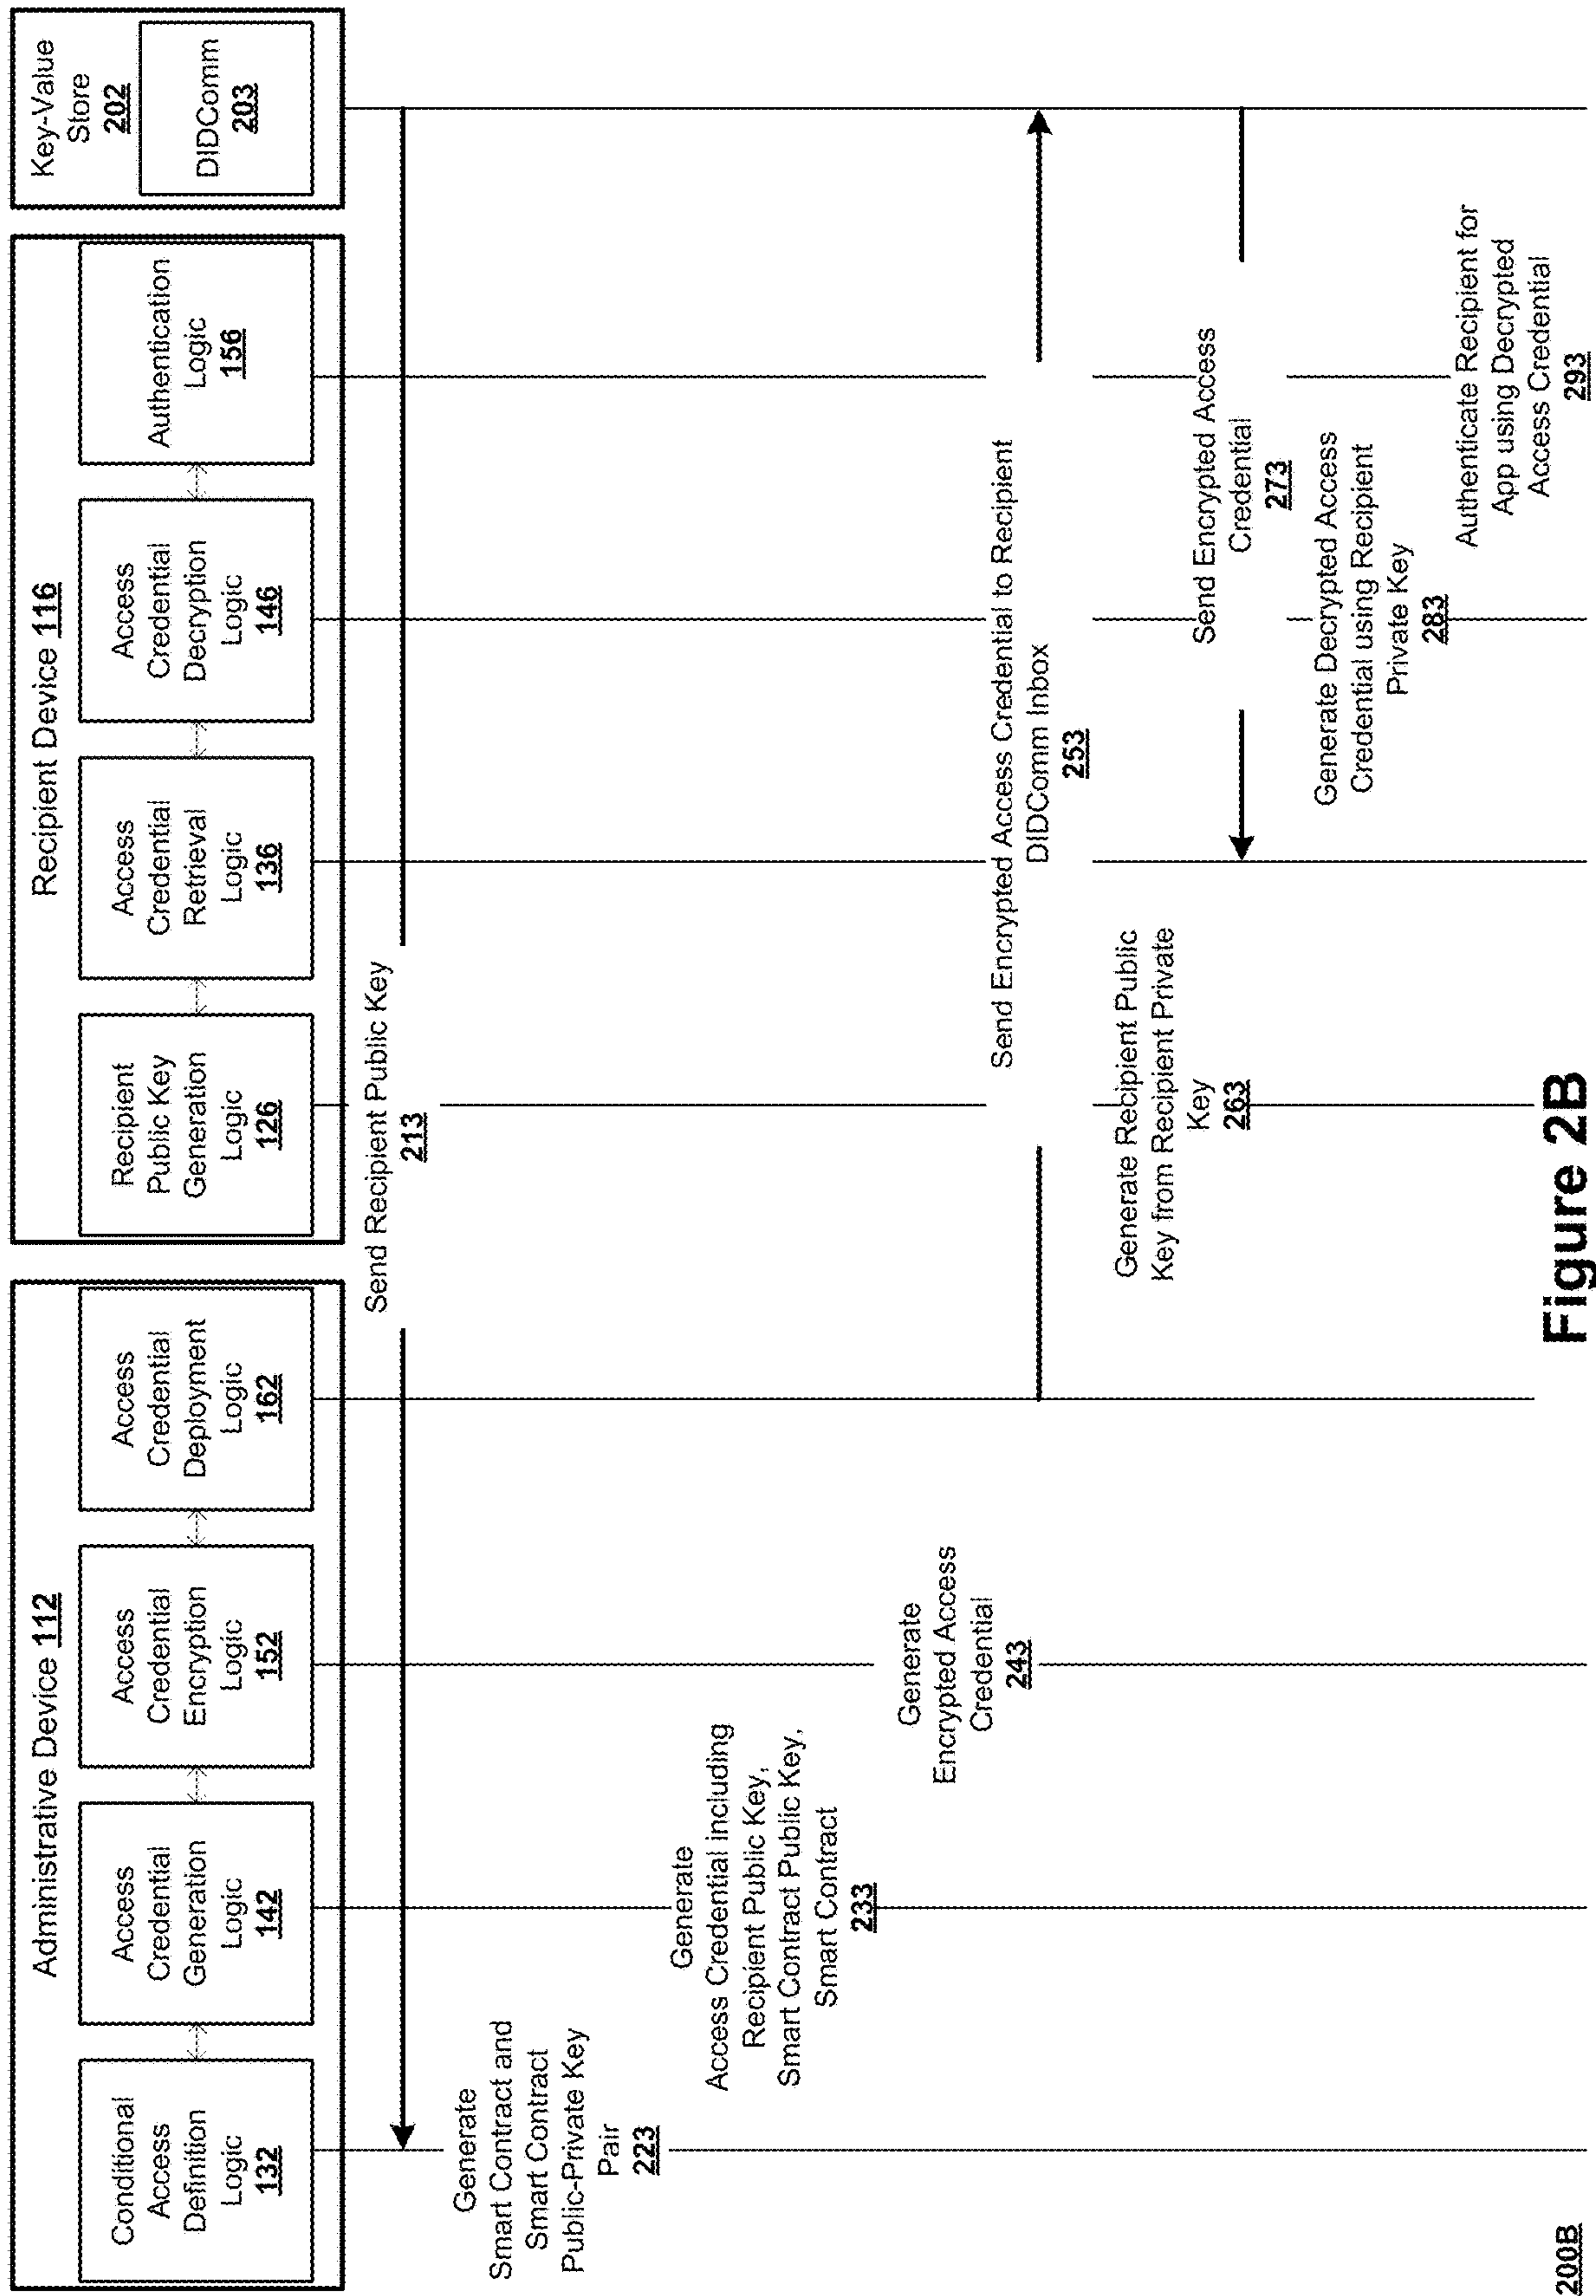 Administrative Device 112
Conditional
Access
Definition
Logic
132
Access
Credential
Generation
Logic
142
Access
Credential
Encryption
Logic
152
Access
Credential
Deployment
Logic
162
Recipient Device 116
Recipient
Public Key
Generation
Logic
126
Access
Credential
Retrieval
Logic
136
Access
Credential
Decryption
Logic
146
Authentication
Logic
156
Key-Value
Store
202
DIDComm
203
Send Recipient Public Key
213
Generate
Smart Contract and
Smart Contract
Public-Private Key
Pair
223
Generate
Access Credential including
Recipient Public Key,
Smart Contract Public Key,
Smart Contract
233
Generate
Encrypted Access
Credential
243
Send Encrypted Access Credential to Recipient
DIDComm Inbox
253
Generate Recipient Public
Key from Recipient Private
Key
263
Send Encrypted Access
Credential
273
Generate Decrypted Access
Credential using Recipient
Private Key
283
Authenticate Recipient for
App using Decrypted
Access Credential
293
200B
Figure 2B